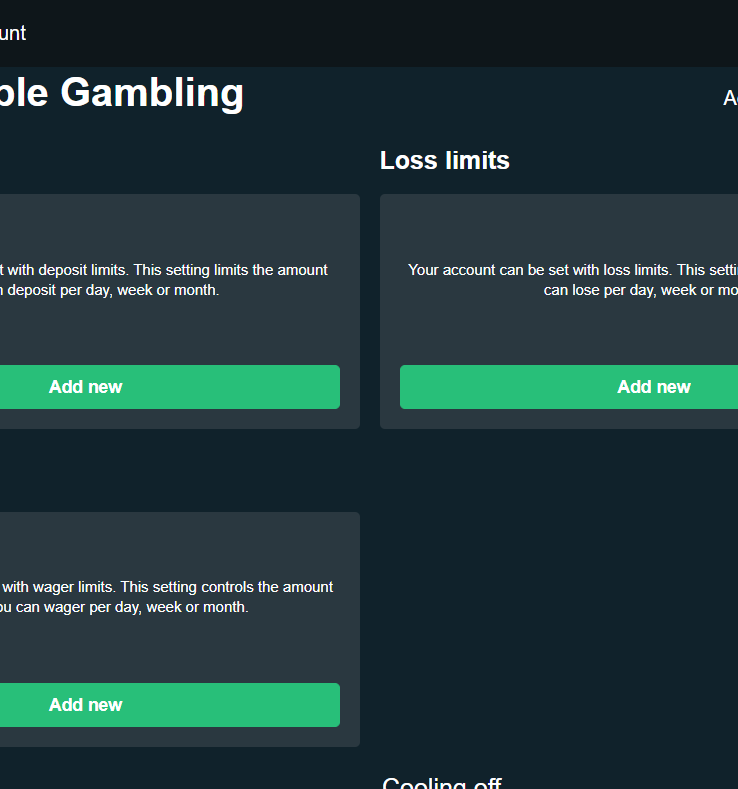 unt
ple Gambling
Loss limits
t with deposit limits. This setting limits the amount
n deposit per day, week or month.
Your account can be set with loss limits. This setti
can lose per day, week or mo
Add new
Add new
with wager limits. This setting controls the amount
ou can wager per day, week or month.
Add new
Cooling off